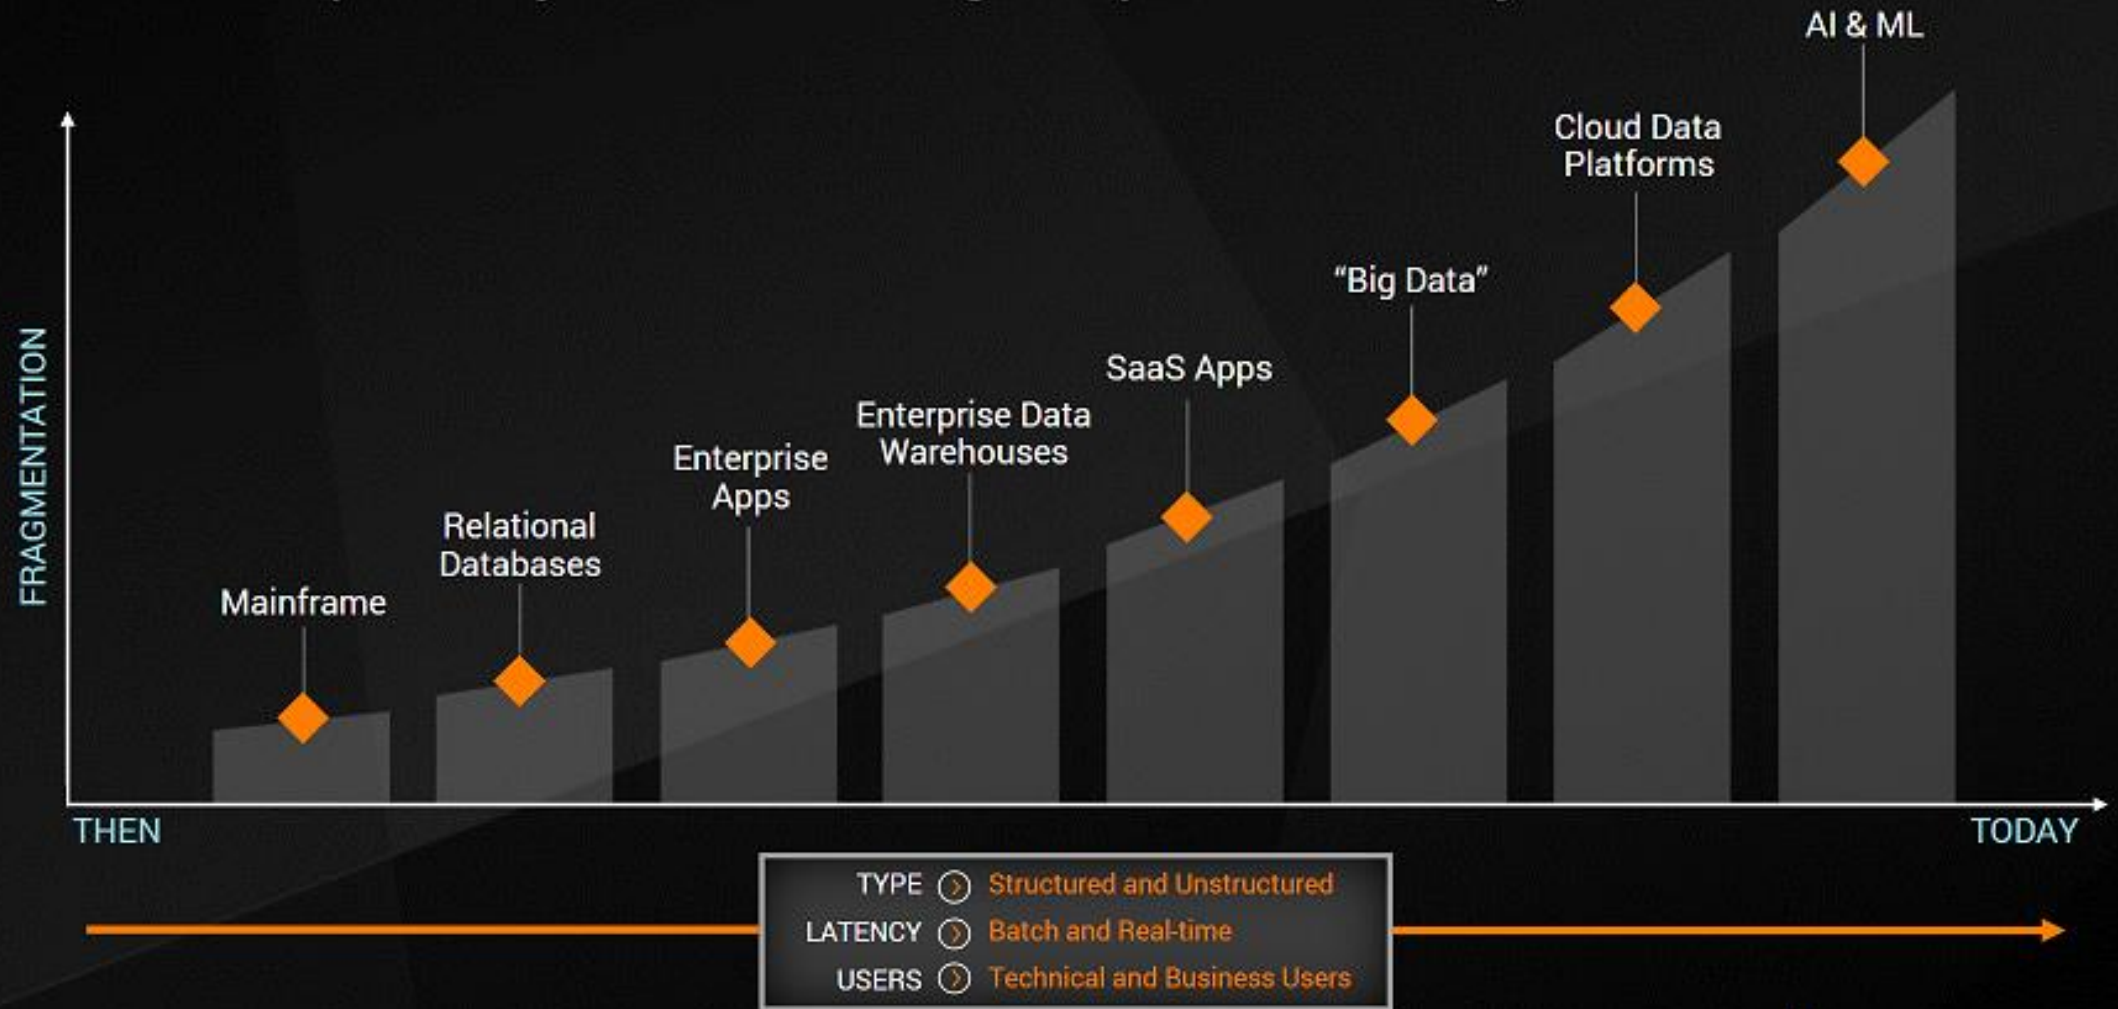 AI & ML
Cloud Data
Platforms
“Big Data”
SaaS Apps
Enterprise Data
Warehouses
Enterprise
Apps
Relational
Databases
Mainframe
FRAGMENTATION
THEN
TODAY
TYPE Structured and Unstructured
LATENCY Batch and Real-time
USERS Technical and Business Users